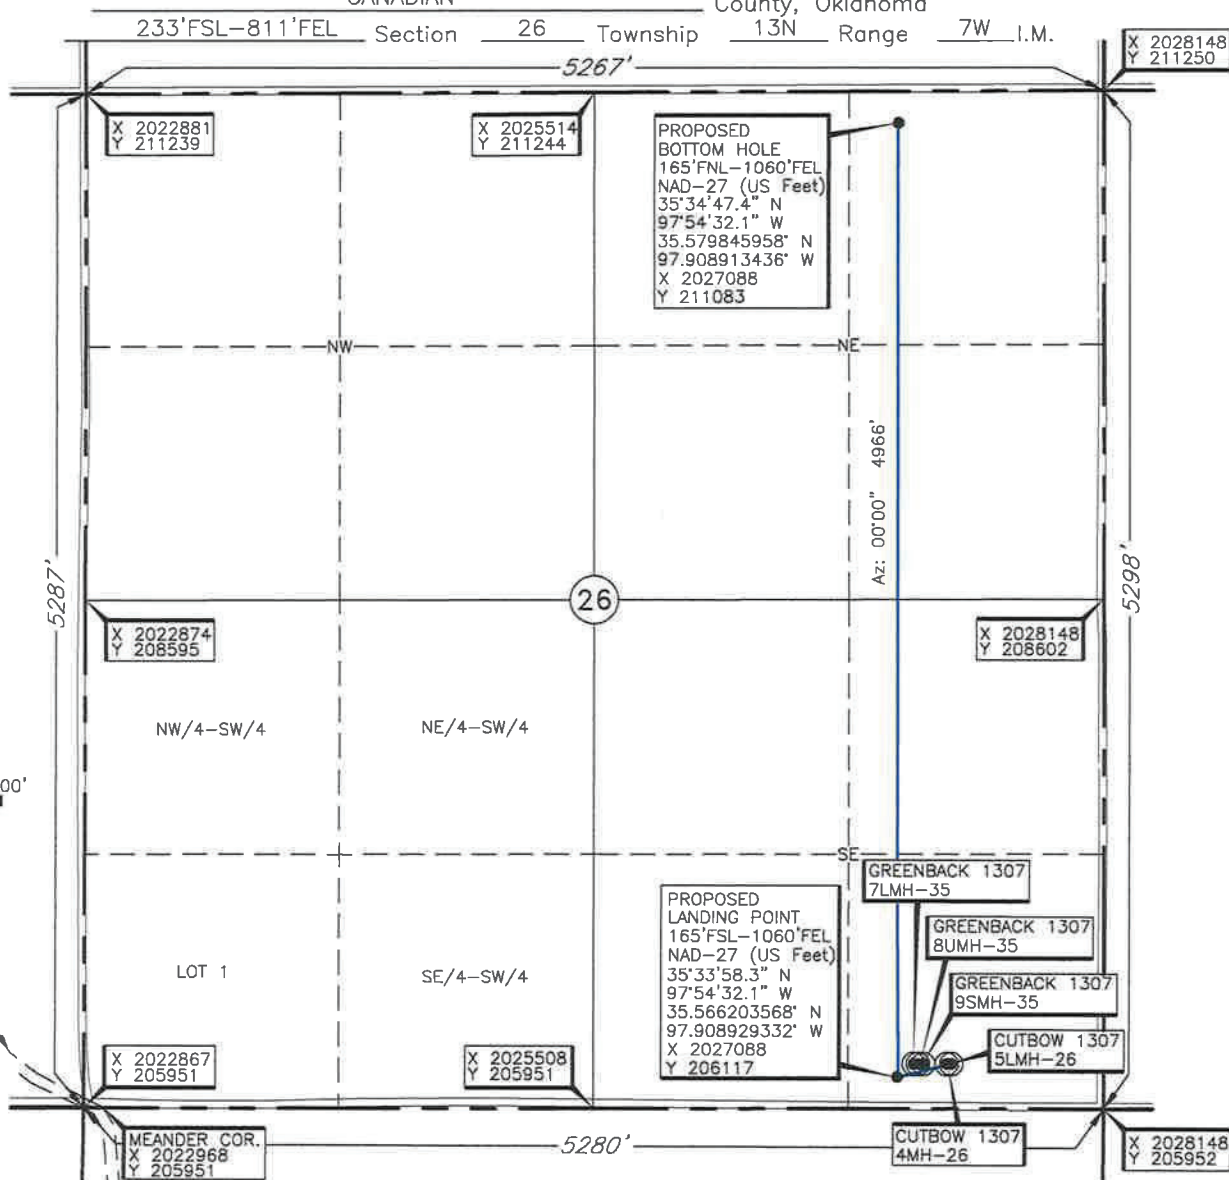 CANADIAN County, Oklahoma
233'FSL-811'FEL Section 26 Township 13N Range 7W I.M.
X 2028148
Y 211250
5267'
X 2022881
Y 211239
X 2025514
Y 211244
PROPOSED
BOTTOM HOLE
165'FNL-1060'FEL
NAD-27 (US Feet)
35°34'47.4" N
97°54'32.1" W
35.579845958° N
97.908913436° W
X 2027088
Y 211083
NW
NE
Az: 00°00" 4966'
5287'
5298'
26
X 2022874
Y 208595
X 2028148
Y 208602
NW/4-SW/4
NE/4-SW/4
00'
SE
GREENBACK 1307
7LMH-35
PROPOSED
LANDING POINT
165'FSL-1060'FEL
NAD-27 (US Feet)
35°33'58.3" N
97°54'32.1" W
35.566203568° N
97.908929332° W
X 2027088
Y 206117
GREENBACK 1307
8UMH-35
LOT 1
SE/4-SW/4
GREENBACK 1307
9SMH-35
CUTBOW 1307
5LMH-26
X 2022867
Y 205951
X 2025508
Y 205951
MEANDER COR.
X 2022968
Y 205951
5280'
CUTBOW 1307
4MH-26
X 2028148
Y 205952